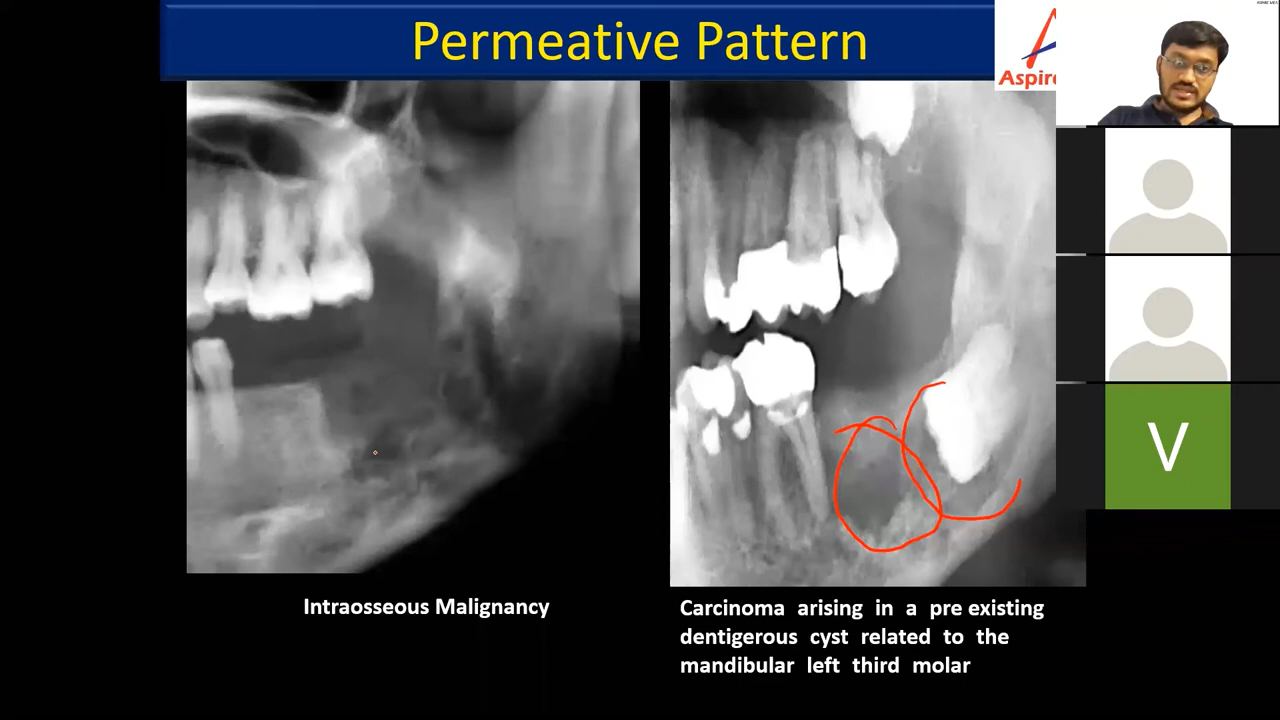 Permeative Pattern
Aspire
Intraosseous Malignancy
Carcinoma arising in a pre existing
dentigerous cyst related to the
mandibular left third molar
V